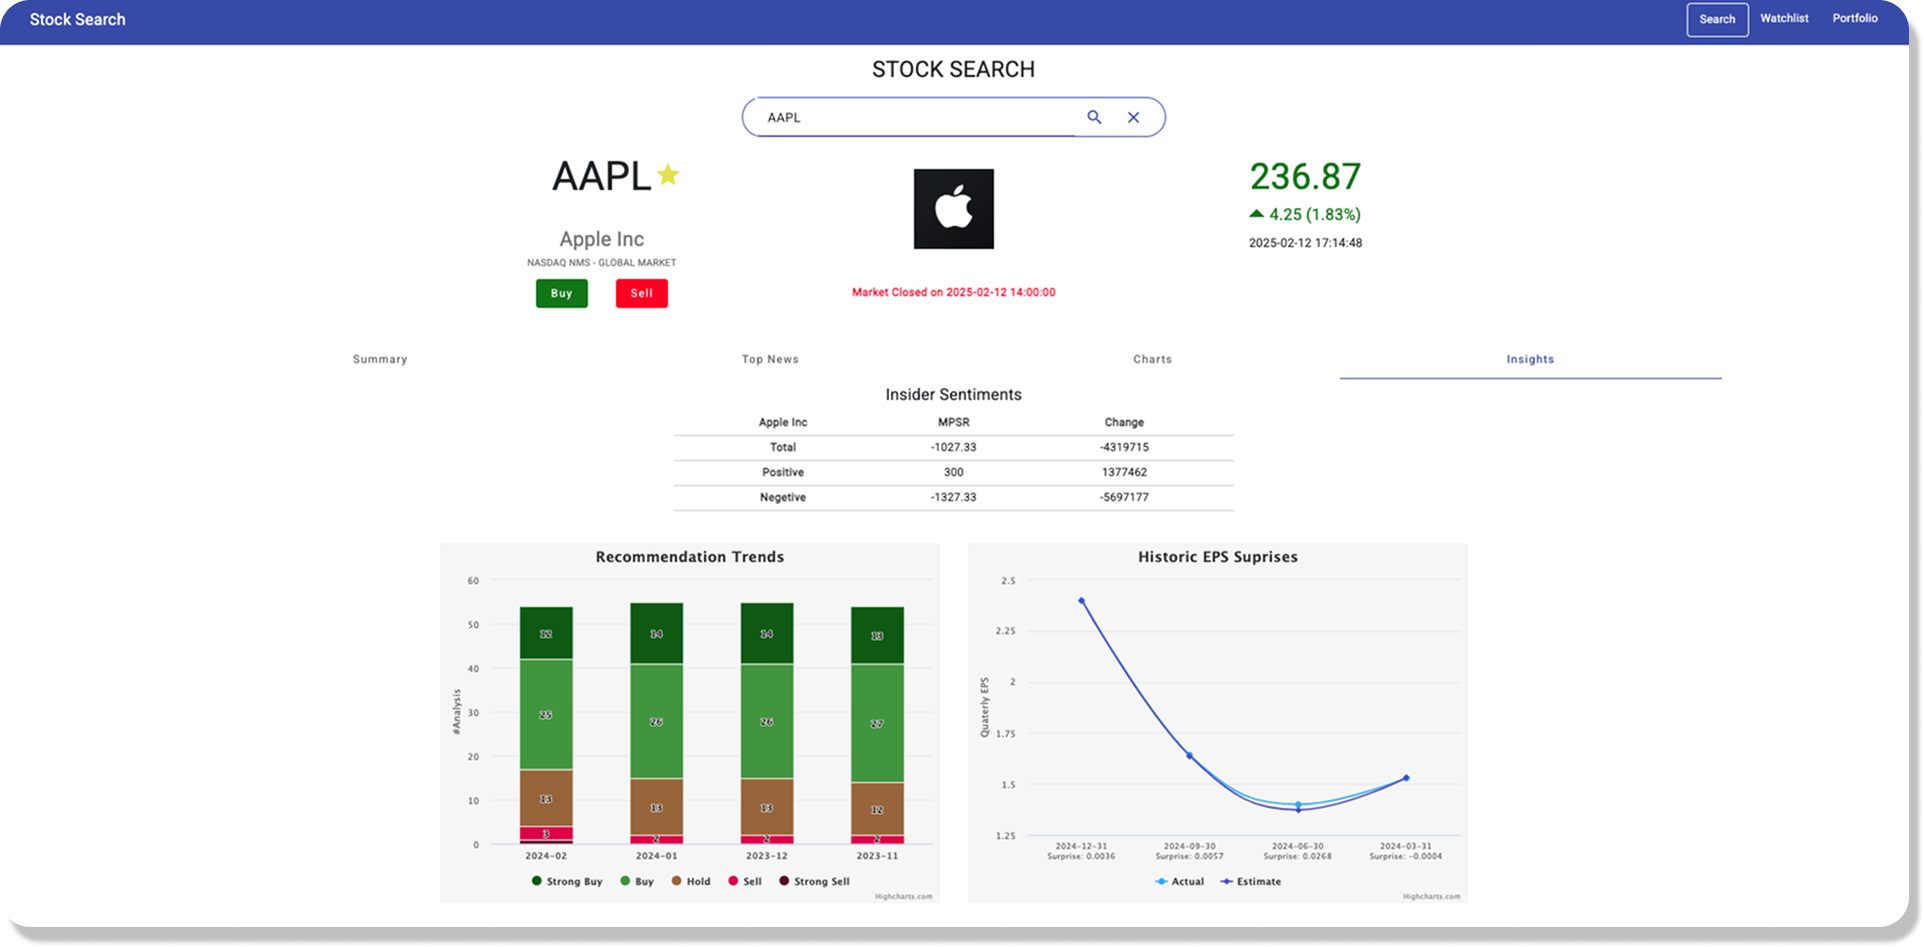 Stock Search
Search Watchlist Portfolio
STOCK SEARCH
AAPL
AAPL
Apple Inc
NASDAQ NMS - GLOBAL MARKET
Buy Sell
Market Closed on 2025-02-12 14:00:00
236.87
4.25 (1.83%)
2025-02-12 17:14:48
Summary Top News Charts Insights
Insider Sentiments
Apple Inc MPSR Change
Total -1027.33 -4319715
Positive 300 1377462
Negetive -1327.33 -5697177
Recommendation Trends
#Analysis
60
50
40
30
20
10
0
12 14 14 13
25 26 26 27
13 13 13 12
3 2 2 2
2024-02 2024-01 2023-12 2023-11
Strong Buy Buy Hold Sell Strong Sell
Highcharts.com
Historic EPS Suprises
Quaterly EPS
2.5
2.25
2
1.75
1.5
1.25
2024-12-31 2024-09-30 2024-06-30 2024-03-31
Surprise: 0.0036 Surprise: 0.0057 Surprise: 0.0268 Surprise: -0.0004
Actual Estimate
Highcharts.com